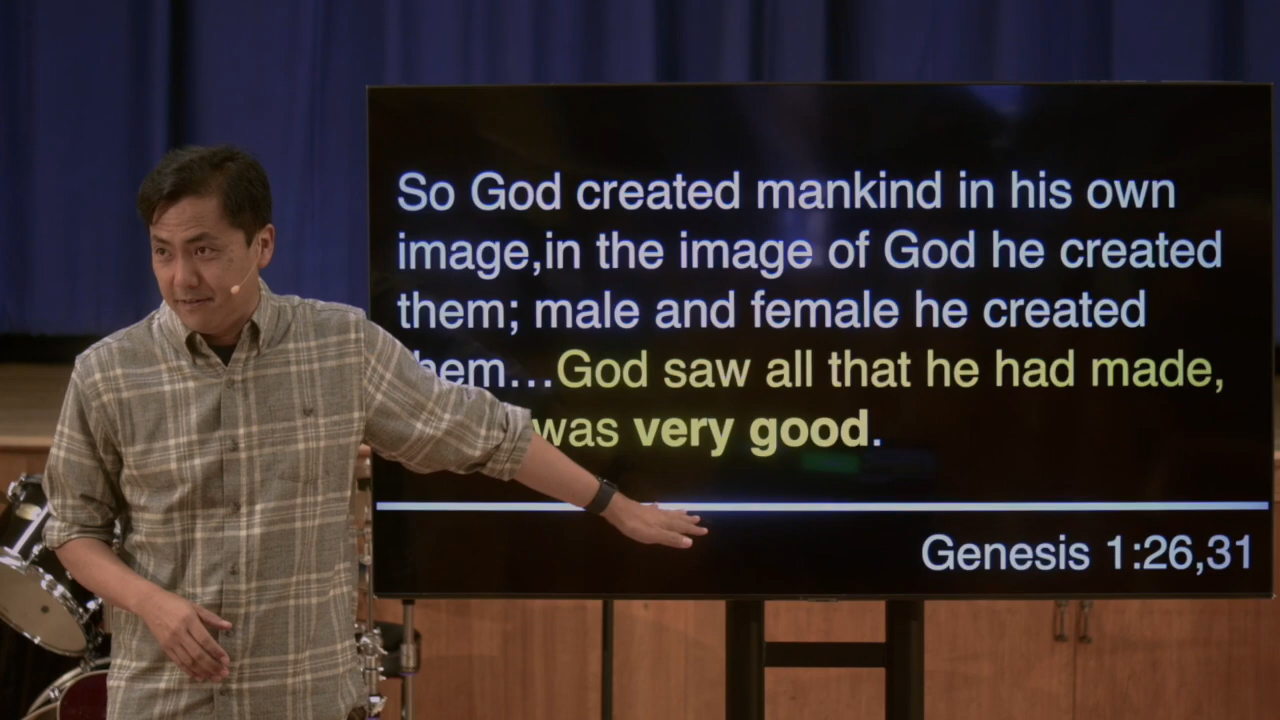 So God created mankind in his own
image,in the image of God he created
them; male and female he created
them…God saw all that he had made,
was very good.
Genesis 1:26,31